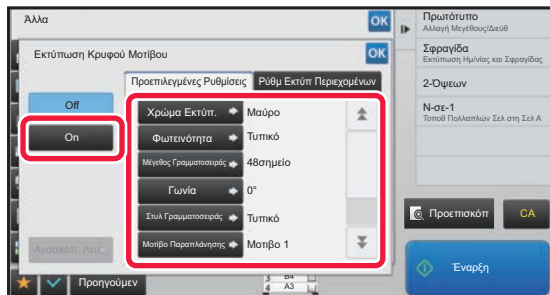 Άλλα
OK
Εκτύπωση Κρυφού Μοτίβου
OK
Προεπιλεγμένες Ρυθμίσεις
Ρύθμ Εκτύπ Περιεχομένων
Off
On
Χρώμα Εκτύπ.
Μαύρο
Φωτεινότητα
Τυπικό
Μέγεθος Γραμματοσειράς
48σημείο
Γωνία
0°
Στυλ Γραμματοσειράς
Τυπικό
Μοτίβο Παραπλάνησης
Μοτιβο 1
Προηγούμεν
3 B4
4 A3
Πρωτότυπο
Αλλαγή Μεγέθους/Διεύθ
Σφραγίδα
Εκτύπωση Ημ/νίας και Σφραγίδας
2-Όψεων
N-σε-1
Τοποθ Πολλαπλών Σελ στη Σελ Α
Προεπισκόπ
CA
Έναρξη